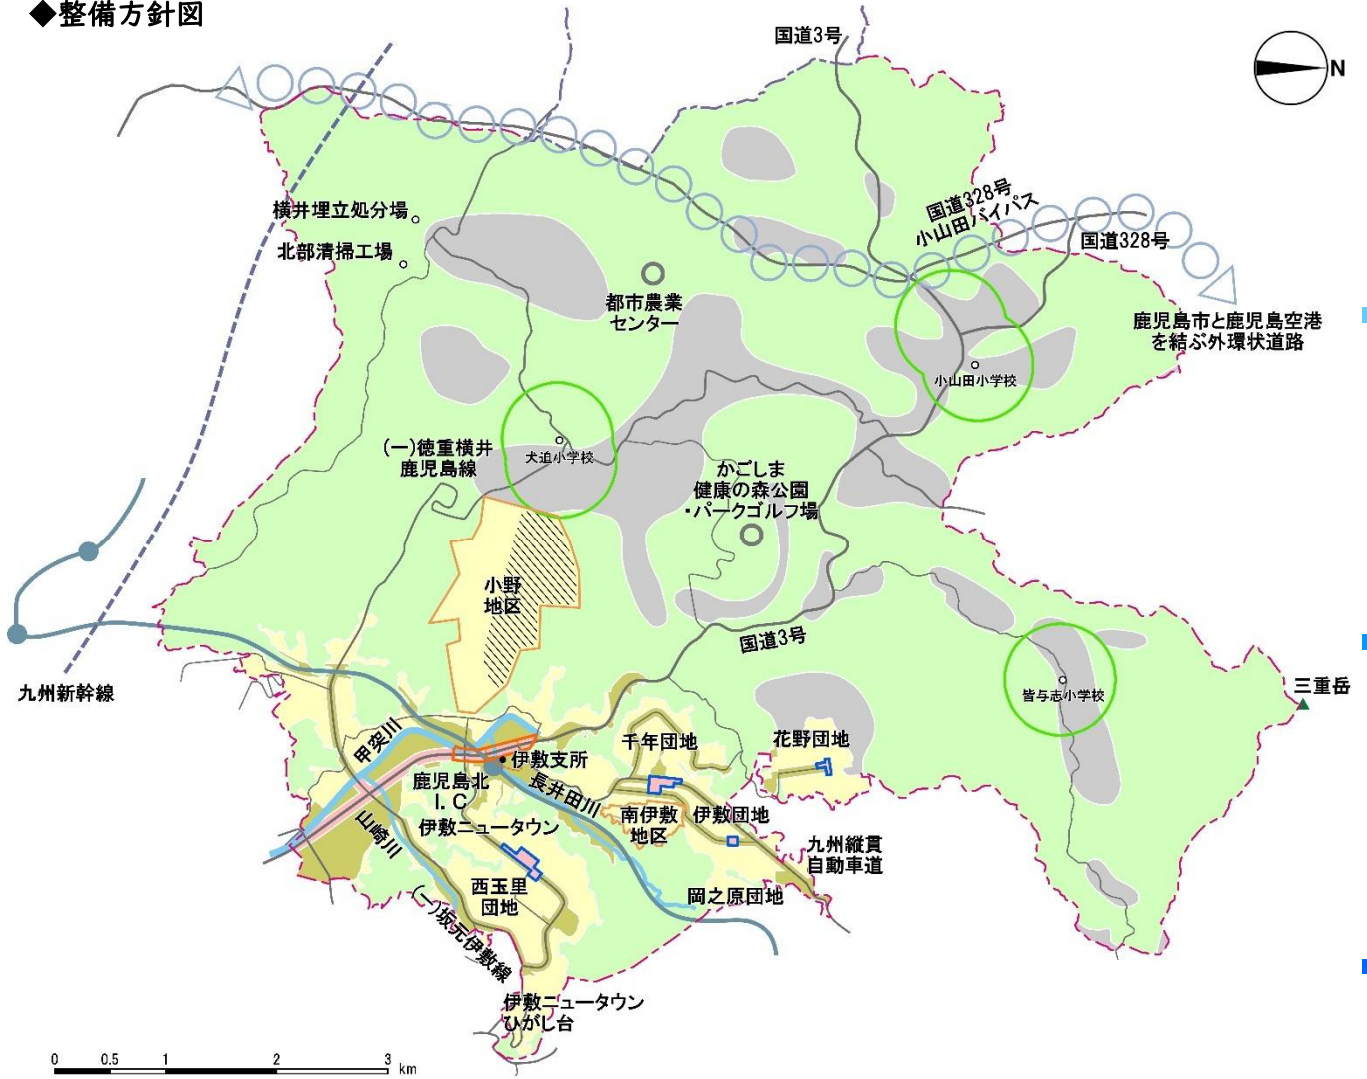 ◆整備方針図
国道3号
N
国道328号
小山田バイパス
国道328号
横井埋立処分場
北部清掃工場
都市農業
センター
鹿児島市と鹿児島空港
を結ぶ外環状道路
小山田小学校
(一)徳重横井
鹿児島線
犬迫小学校
かごしま
健康の森公園
・パークゴルフ場
小野
地区
国道3号
皆与志小学校
三重岳
九州新幹線
甲突川
伊敷支所
千年団地
花野団地
鹿児島北
I.C
長井田川
南伊敷
地区
伊敷団地
伊敷ニュータウン
山崎川
九州縦貫
自動車道
西玉里
団地
岡之原団地
(一)坂元伊敷線
伊敷ニュータウン
ひがし台
0 0.5 1 2 3 km